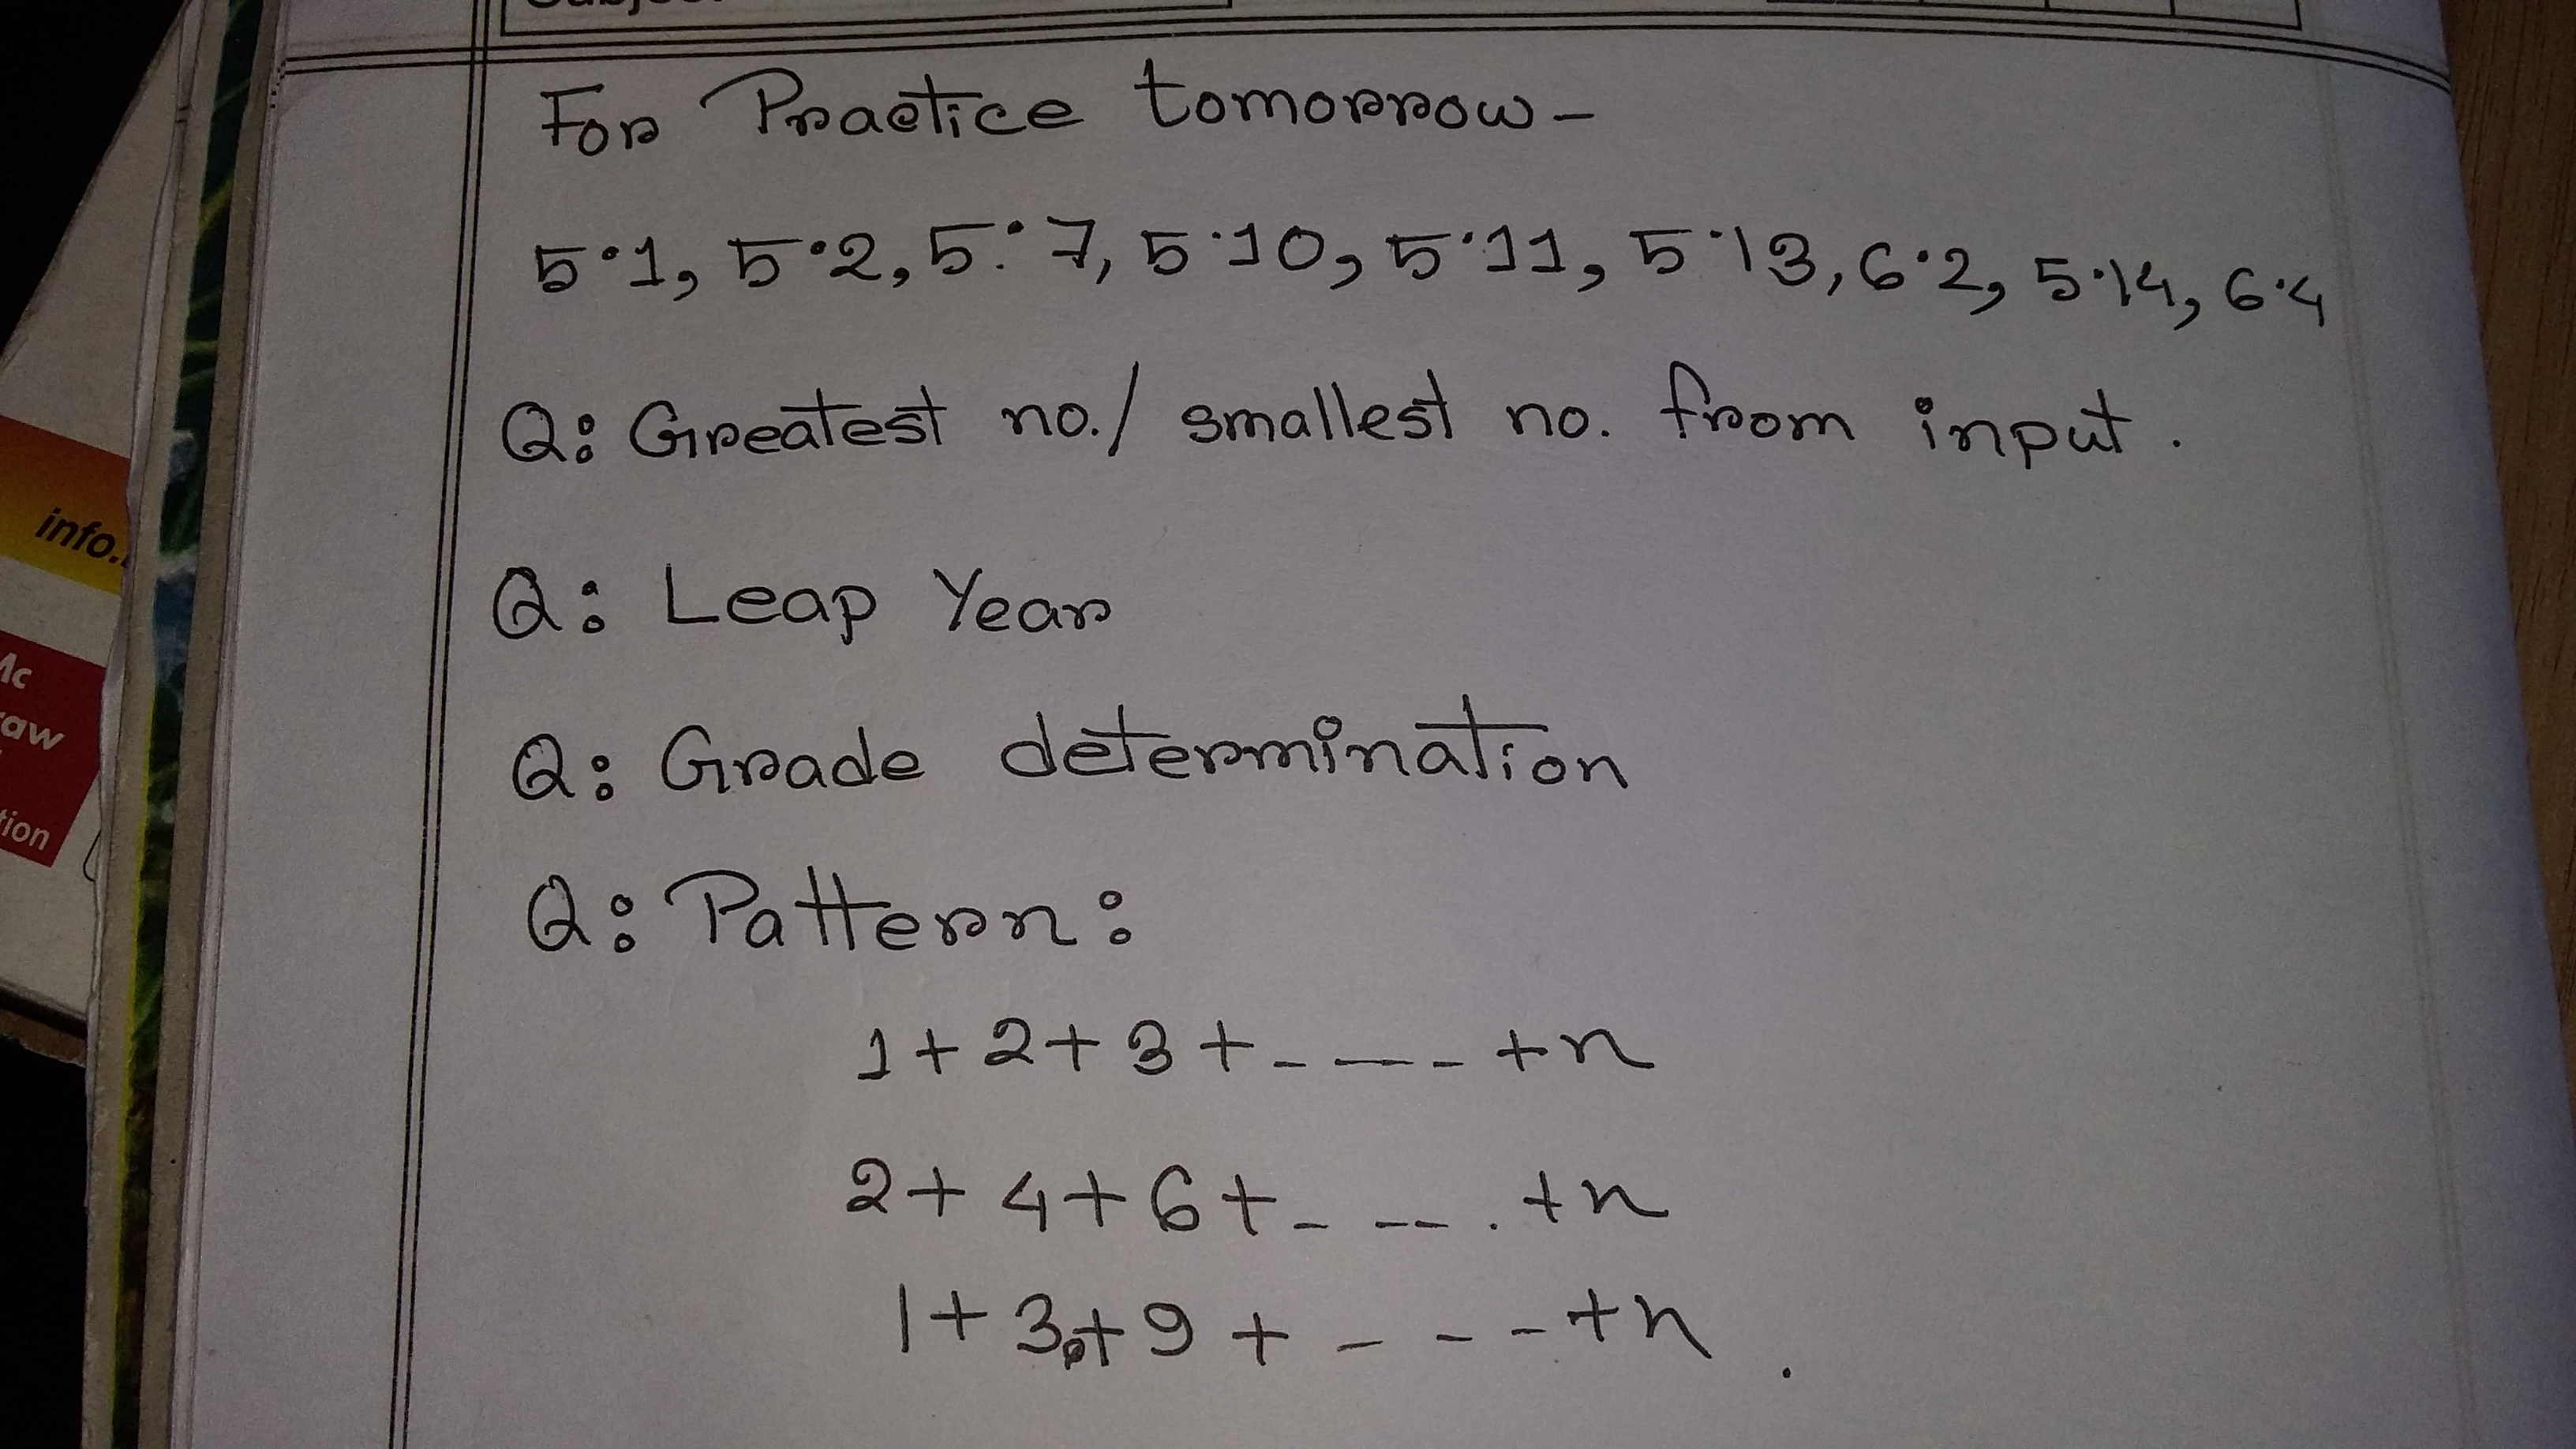 For Practice tomorrow-
5.1, 5.2, 5.7, 5.10, 5.11, 5.13, 6.2, 5.14, 6.4
Q: Greatest no./ smallest no. from input.
Q: Leap Year
Q: Grade determination
Q: Pattern:
1+2+3+-----+n
2+4+6+----.+n
1+3+9+---+n.
info.
Mc
raw
tion